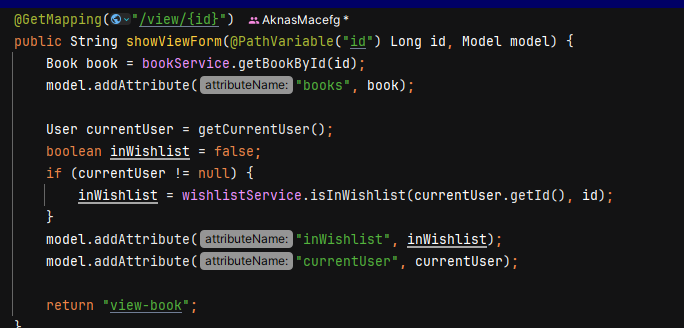 @GetMapping("/view/{id}") AknasMacefg *
public String showViewForm(@PathVariable("id") Long id, Model model) {
Book book = bookService.getBookById(id);
model.addAttribute( attributeName: "books", book);
User currentUser = getCurrentUser();
boolean inWishlist = false;
if (currentUser != null) {
inWishlist = wishlistService.isInWishlist(currentUser.getId(), id);
}
model.addAttribute( attributeName: "inWishlist", inWishlist);
model.addAttribute( attributeName: "currentUser", currentUser);
return "view-book";
}